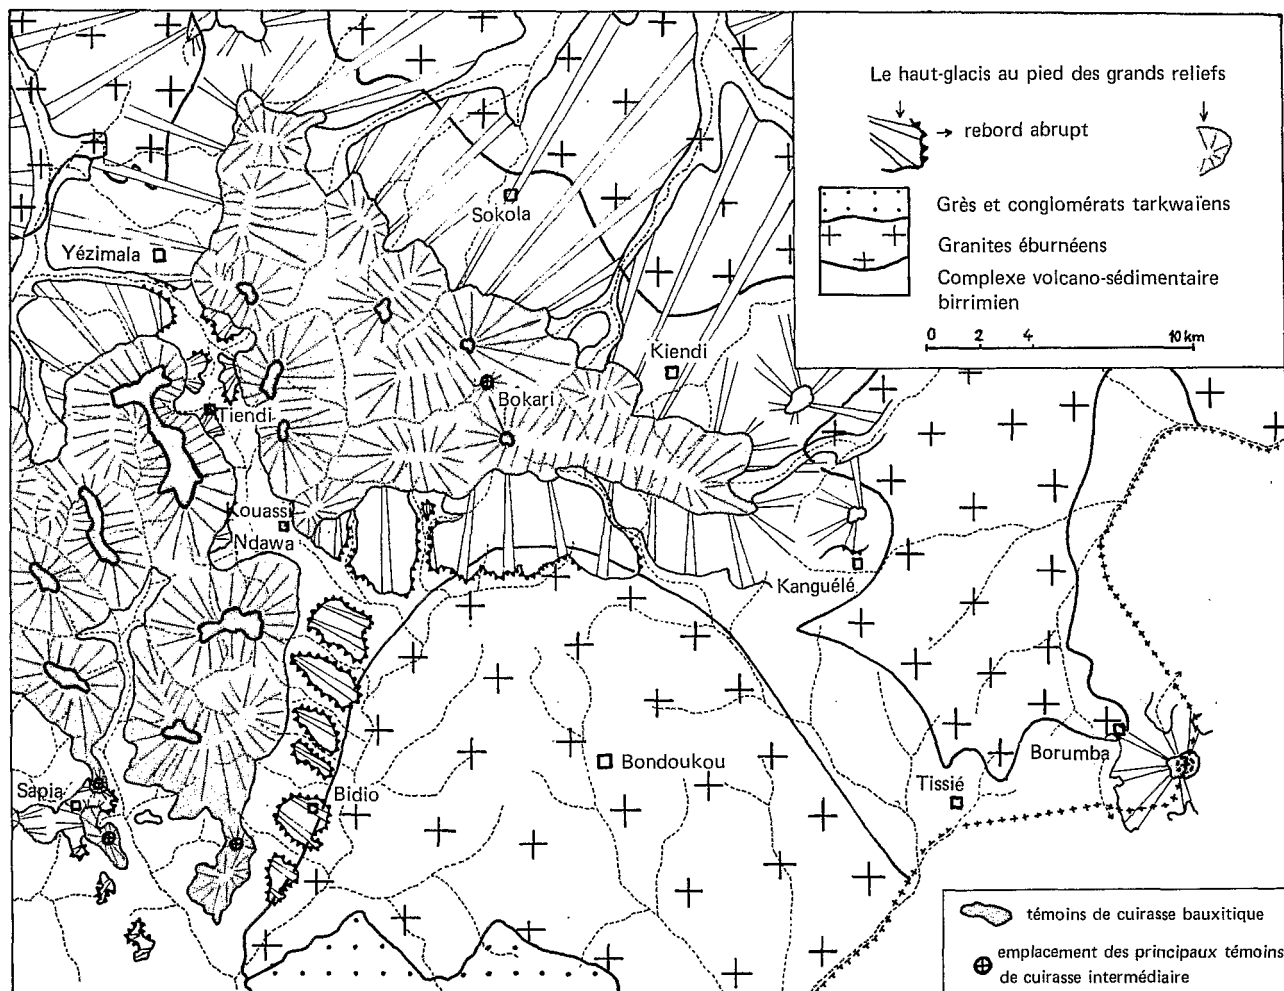 Le haut-glacis au pied des grands reliefs
rebord abrupt
Grès et conglomérats tarkwaïens
Granites éburnéens
Complexe volcano-sédimentaire
birrimien
0 2 4 10 km
Sokola
Yézimala
Kiendi
Bokari
Tiendi
Kouassi
Ndawa
Kanguélé
Borumba
Bondoukou
Tissié
Sapia
Bidio
témoins de cuirasse bauxitique
emplacement des principaux témoins
de cuirasse intermédiaire